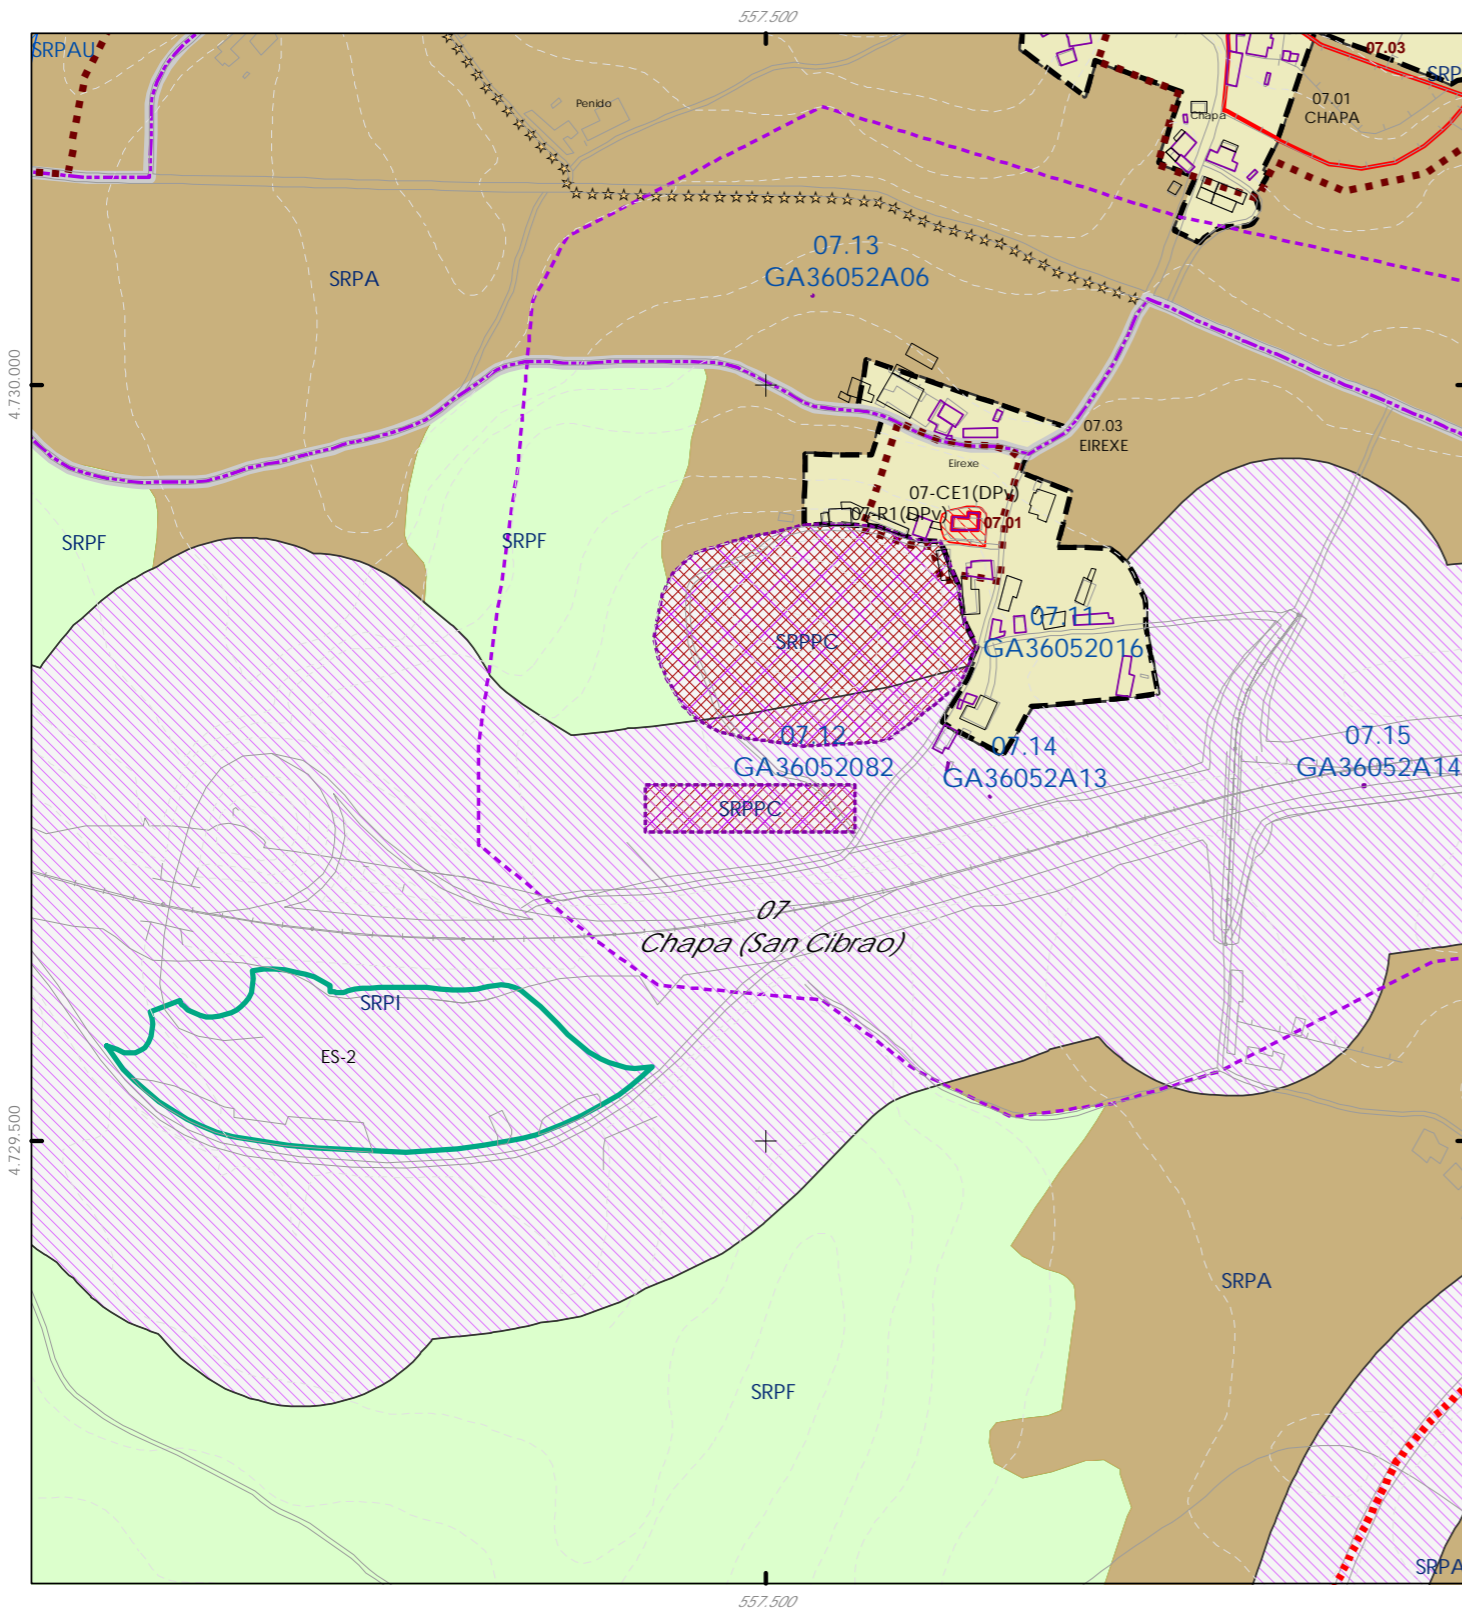 557.500
SRPAU
07.03
SRP
07.01
CHAPA
Penido
Chapa
07.13
GA36052A06
SRPA
4.730.000
07.03
EIREXE
Eirexe
07-CE1(DPv)
07-R1(DPv)
07.01
SRPF
SRPF
07.11
GA36052016
SRPPC
07.12
GA36052082
07.14
GA36052A13
07.15
GA36052A14
SRPPC
07
Chapa (San Cibrao)
SRPI
ES-2
4.729.500
SRPA
SRPF
SRPA
557.500